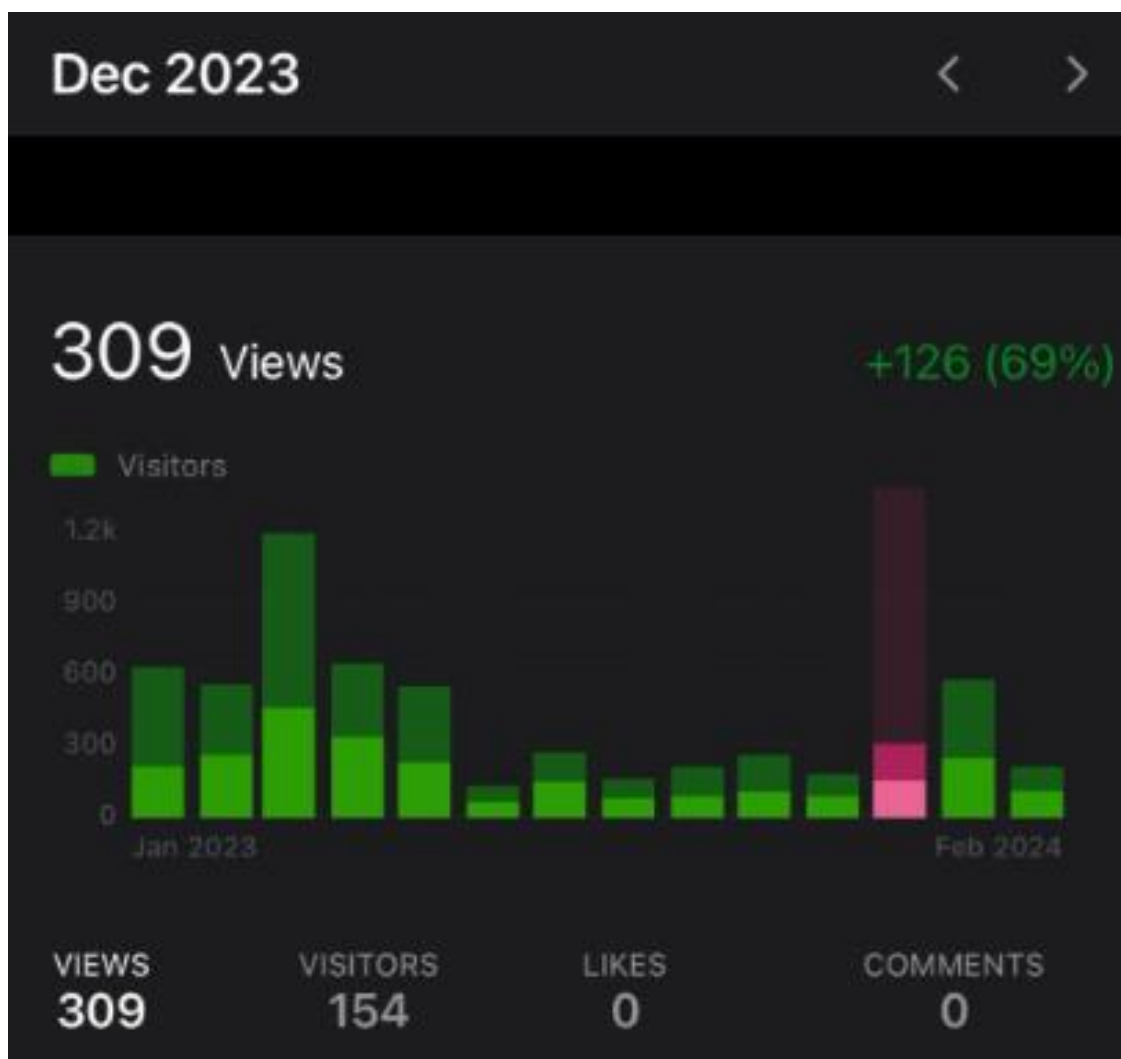 Dec 2023
309 Views
+126 (69%)
Visitors
1.2k
900
600
300
0
Jan 2023
Feb 2024
VIEWS VISITORS LIKES COMMENTS
309 154 0 0